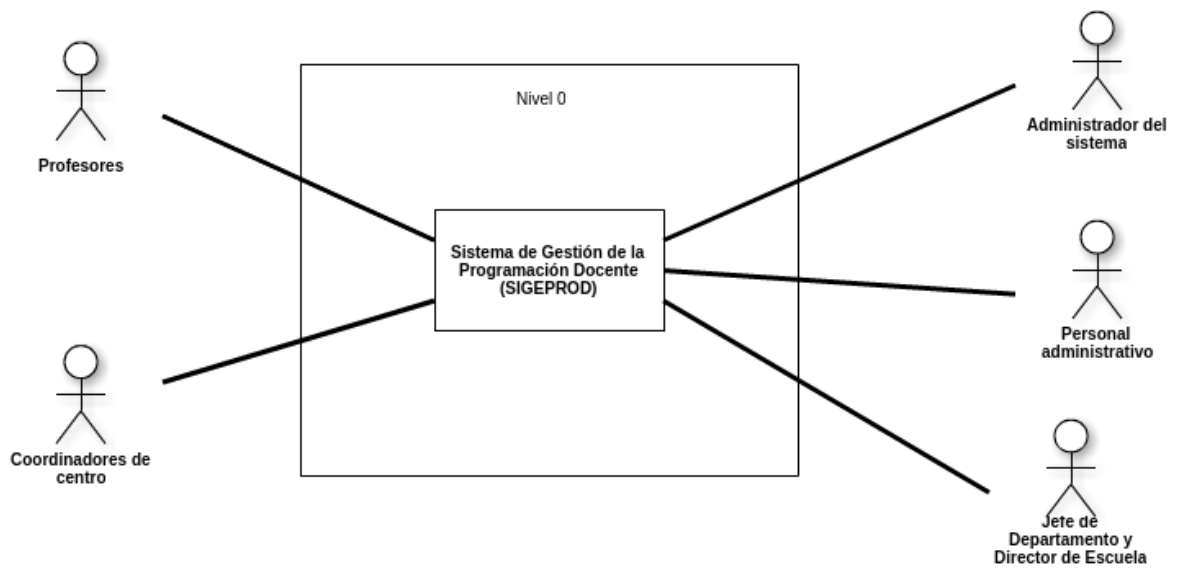 Nivel 0
Profesores
Coordinadores de
centro
Sistema de Gestión de la
Programación Docente
(SIGEPROD)
Administrador del
sistema
Personal
administrativo
Jefe de
Departamento y
Director de Escuela